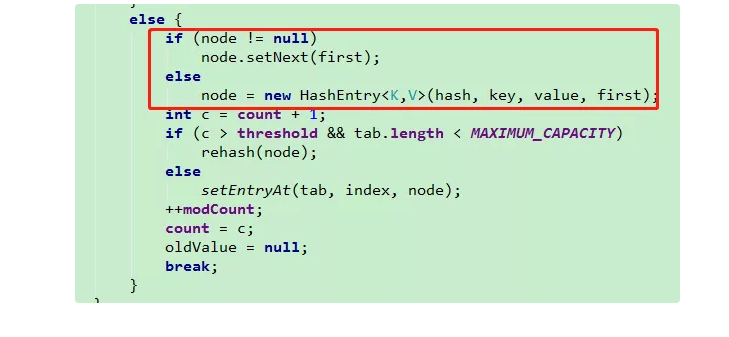 else {
if (node != null)
node.setNext(first);
else
node = new HashEntry<K,V>(hash, key, value, first);
int c = count + 1;
if (c > threshold && tab.length < MAXIMUM_CAPACITY)
rehash(node);
else
setEntryAt(tab, index, node);
++modCount;
count = c;
oldValue = null;
break;
}